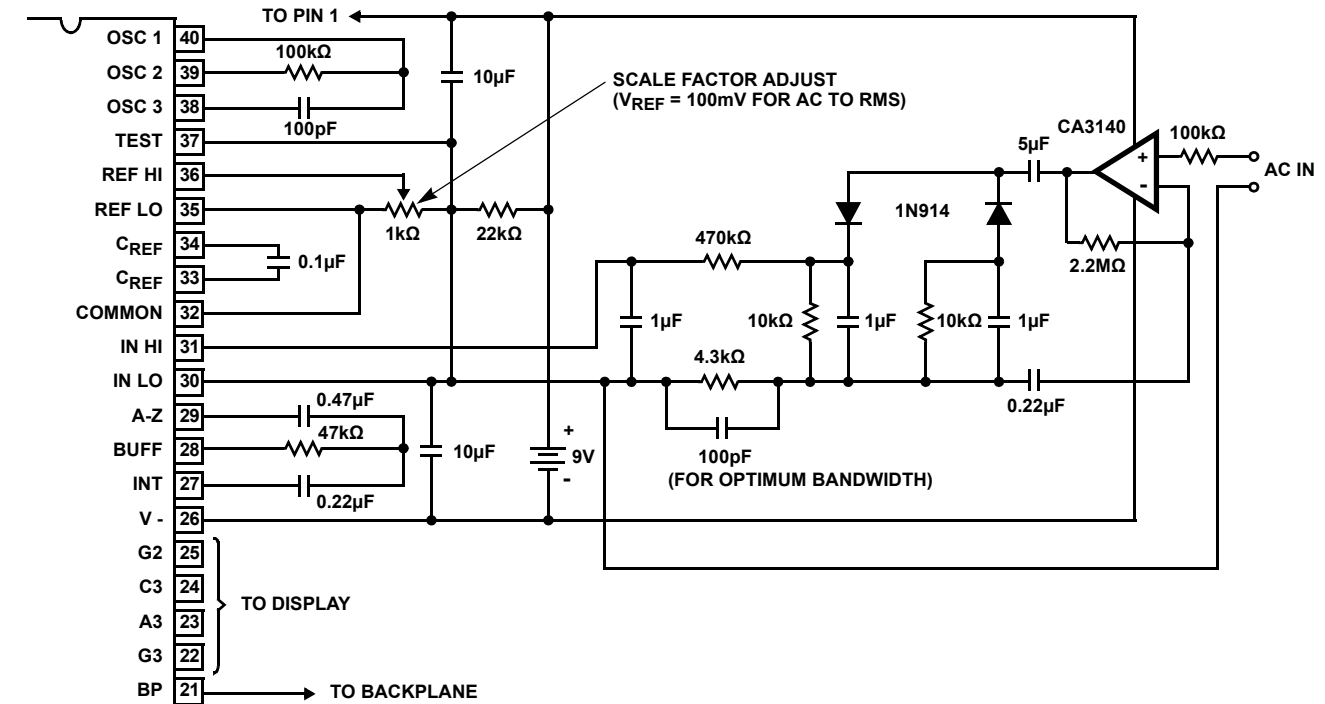 TO PIN 1
OSC 1 40
100kΩ
OSC 2 39
10µF
SCALE FACTOR ADJUST
(VREF = 100mV FOR AC TO RMS)
OSC 3 38
100pF
TEST 37
CA3140
100kΩ
5µF
+
-
AC IN
REF HI 36
REF LO 35
1kΩ
22kΩ
1N914
CREF 34
0.1µF
470kΩ
2.2MΩ
CREF 33
COMMON 32
1µF
10kΩ
1µF
10kΩ
1µF
IN HI 31
4.3kΩ
IN LO 30
0.22µF
A-Z 29
0.47µF
BUFF 28
47kΩ
10µF
+
9V
-
100pF
(FOR OPTIMUM BANDWIDTH)
INT 27
0.22µF
V - 26
G2 25
C3 24
TO DISPLAY
A3 23
G3 22
BP 21
TO BACKPLANE